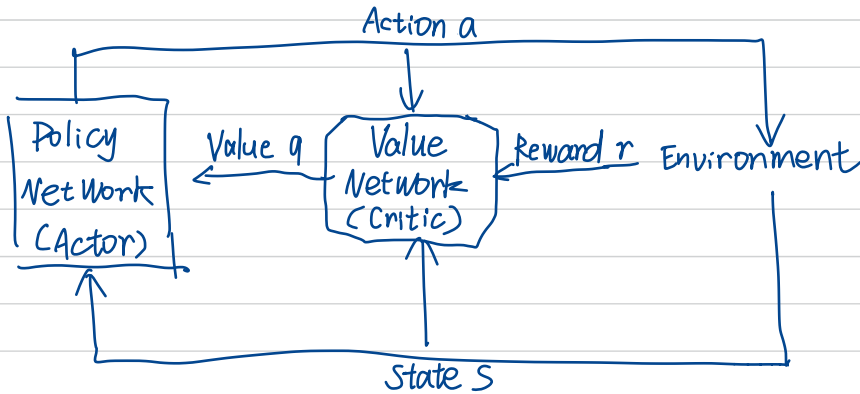 Action a
Policy
Network
(Actor)
Value q
Value
Network
(Critic)
Reward r
Environment
State S